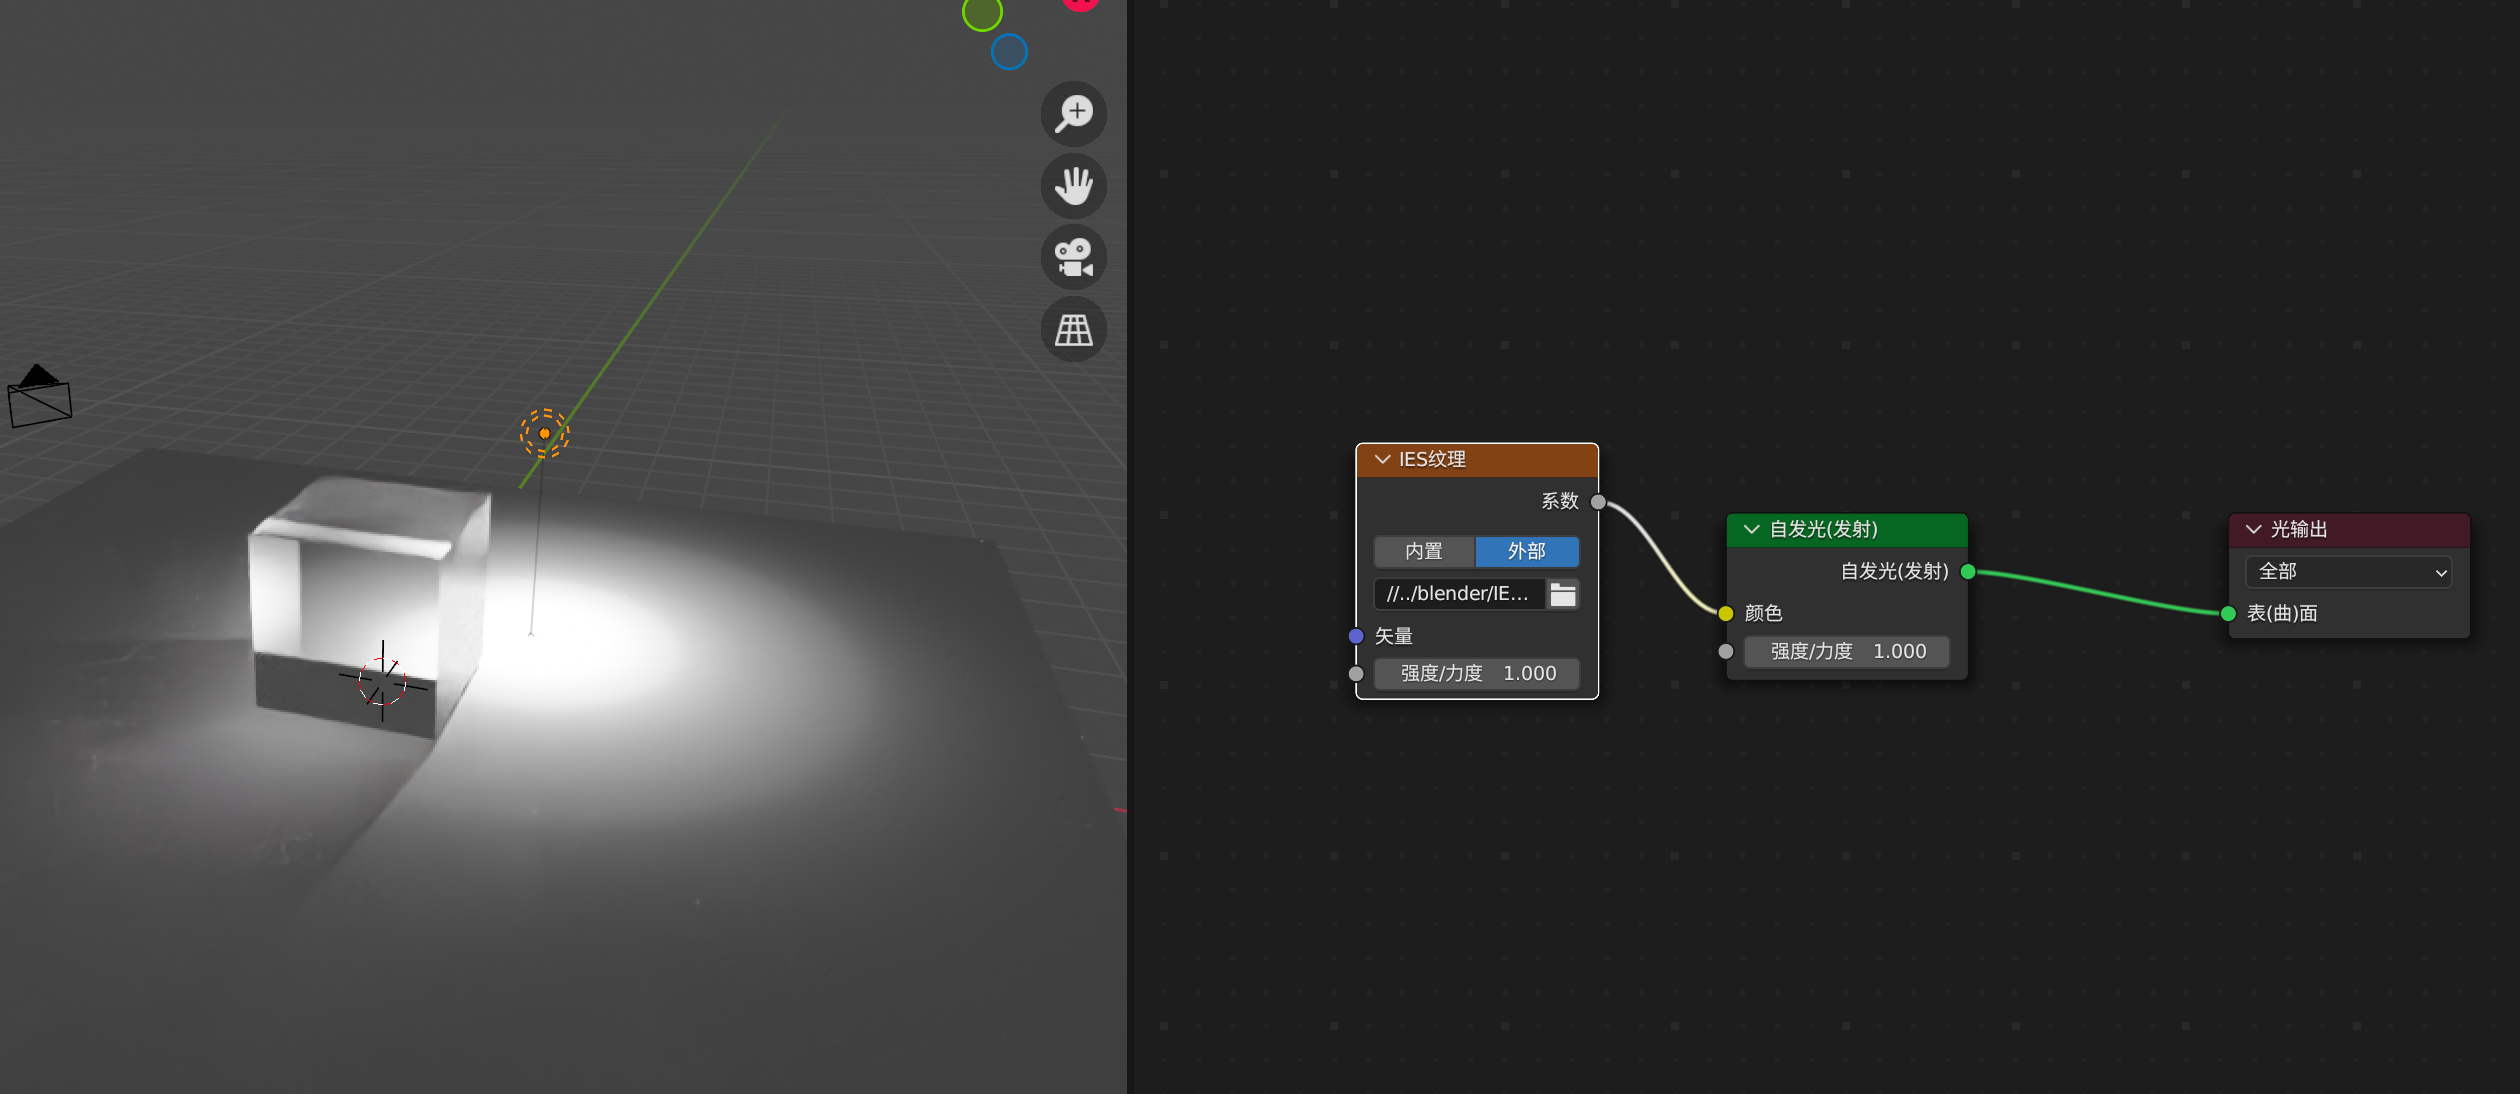 IES纹理
系数
内置 外部
//../blender/IE...
矢量
强度/力度 1.000
自发光(发射)
自发光(发射)
颜色
强度/力度 1.000
光输出
全部
表(曲)面